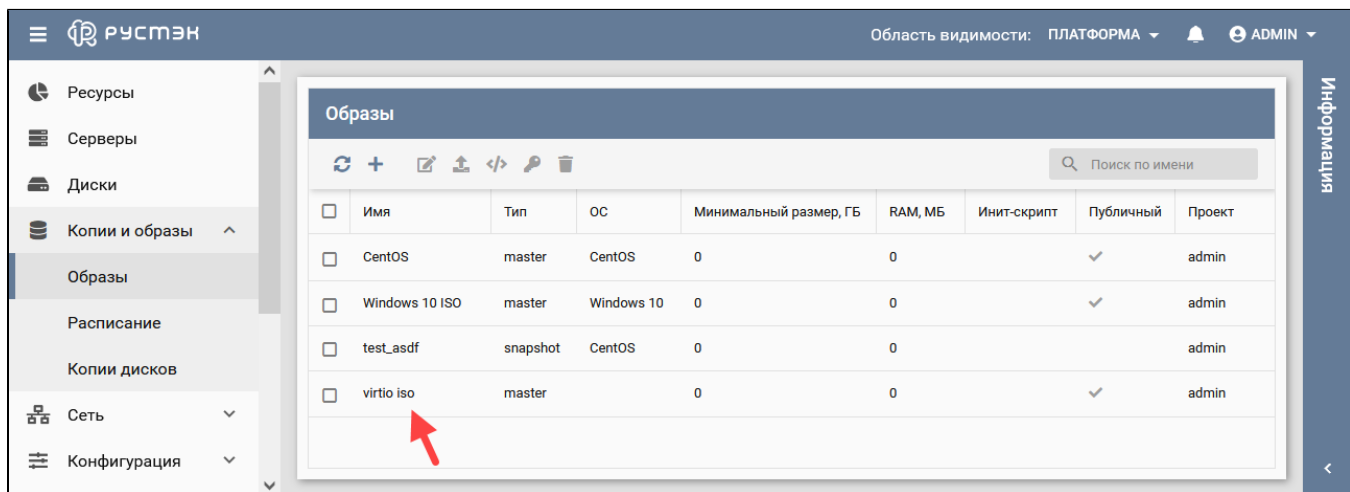 РУСТЭК
Область видимости: ПЛАТФОРМА ADMIN
Ресурсы
Серверы
Диски
Копии и образы
Образы
Расписание
Копии дисков
Сеть
Конфигурация
Образы
Поиск по имени
Имя Тип ОС Минимальный размер, ГБ RAM, МБ Инит-скрипт Публичный Проект
CentOS master CentOS 0 0 admin
Windows 10 ISO master Windows 10 0 0 admin
test_asdf snapshot CentOS 0 0 admin
virtio iso master 0 0 admin
Информация